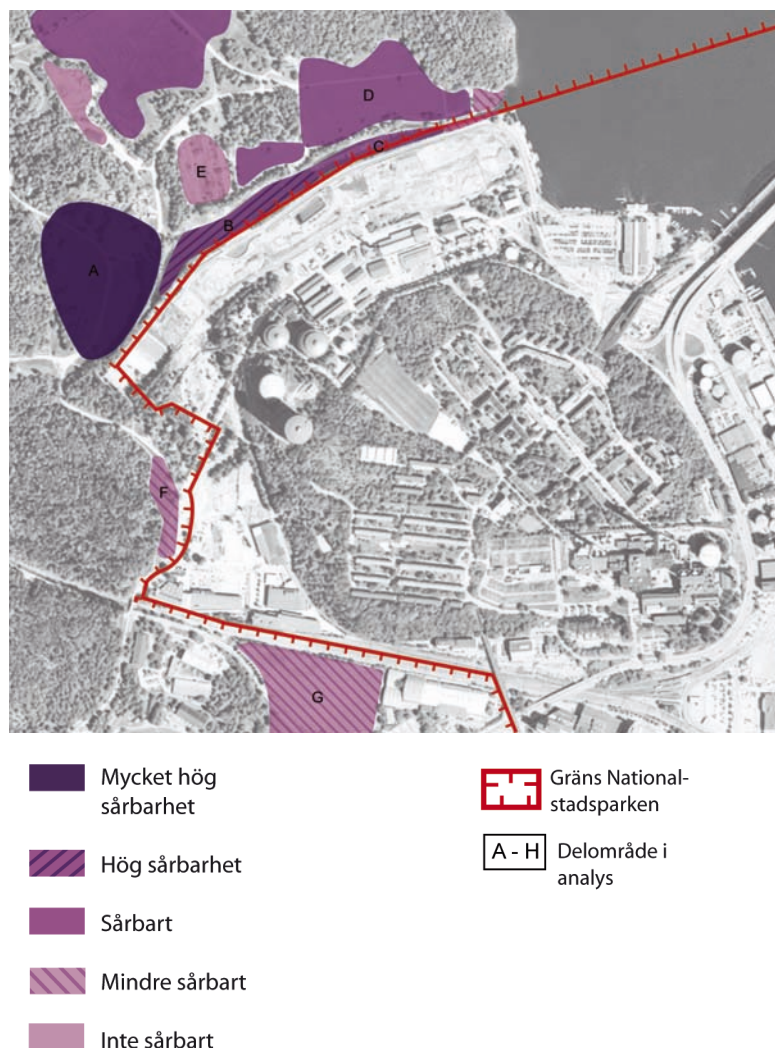 D
C
E
B
A
F
G
Mycket hög
sårbarhet
Hög sårbarhet
Sårbart
Mindre sårbart
Inte sårbart
Gräns National-
stadsparken
A - H
Delområde i
analys